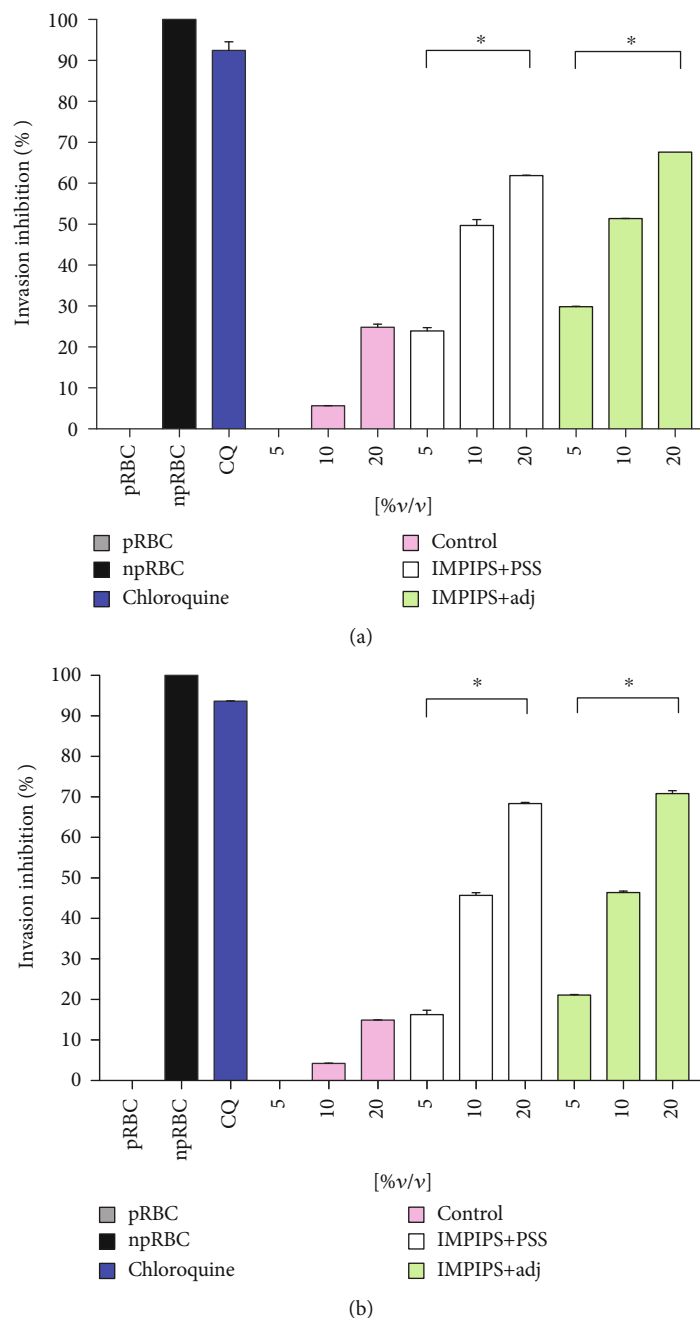 100
90
80
70
60
50
40
30
20
10
0
Invasion inhibition (%)
*
*
pRBC
npRBC
CQ
5
10
20
5
10
20
5
10
20
[%v/v]
pRBC
npRBC
Chloroquine
Control
IMPIPS+PSS
IMPIPS+adj
(a)
100
90
80
70
60
50
40
30
20
10
0
Invasion inhibition (%)
*
*
pRBC
npRBC
CQ
5
10
20
5
10
20
5
10
20
[%v/v]
pRBC
npRBC
Chloroquine
Control
IMPIPS+PSS
IMPIPS+adj
(b)